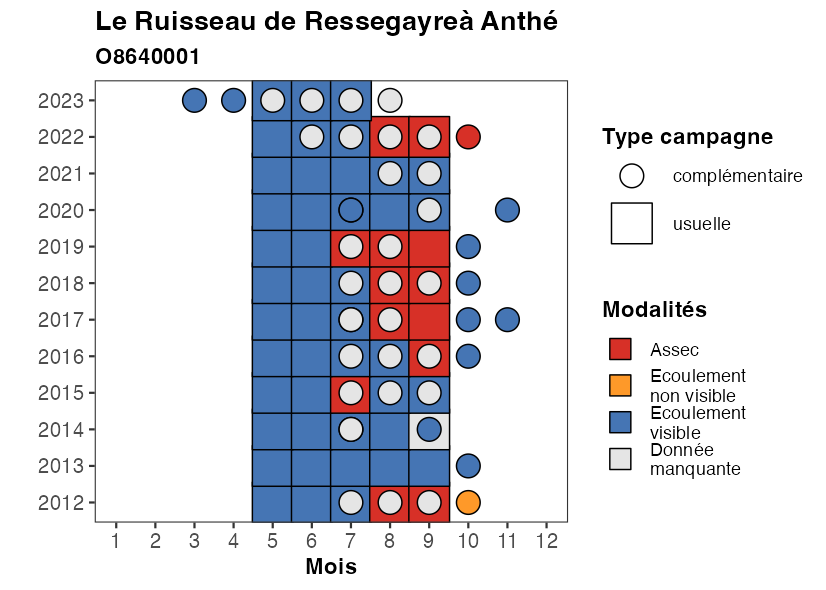 Le Ruisseau de Ressegayreà Anthé
O8640001
2023
2022
2021
2020
2019
2018
2017
2016
2015
2014
2013
2012
1 2 3 4 5 6 7 8 9 10 11 12
Mois
Type campagne
complémentaire
usuelle
Modalités
Assec
Ecoulement
non visible
Ecoulement
visible
Donnée
manquante